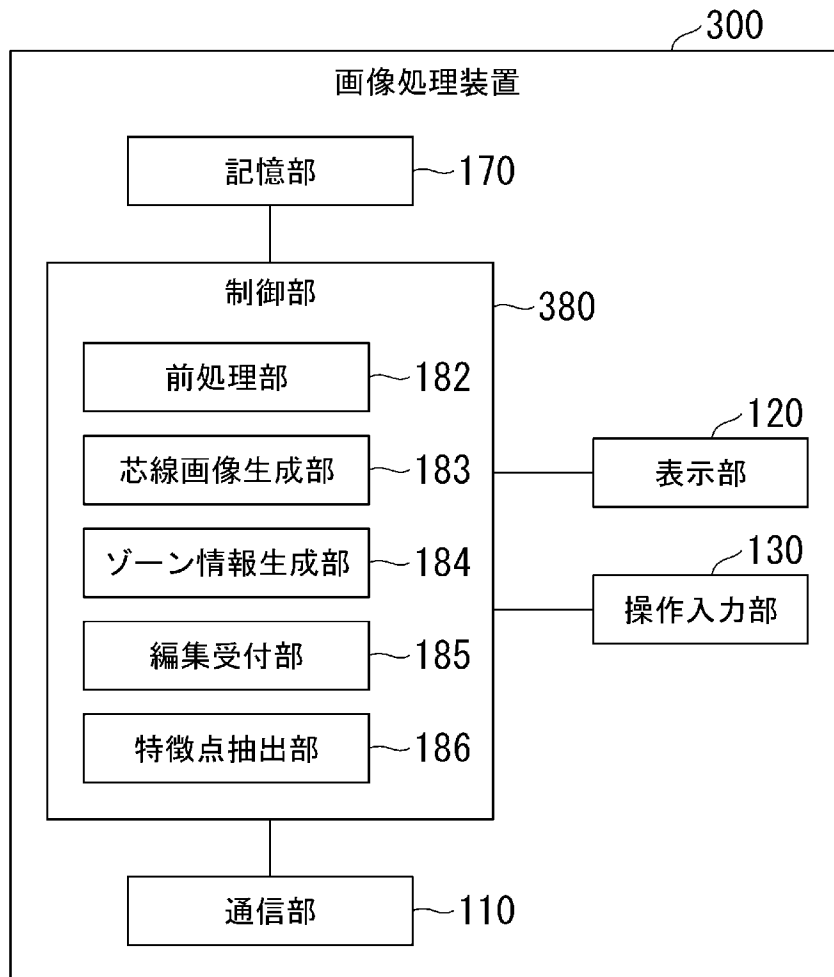 300
画像処理装置
記憶部
170
制御部
380
前処理部
182
芯線画像生成部
183
ゾーン情報生成部
184
編集受付部
185
特徴点抽出部
186
120
表示部
130
操作入力部
通信部
110